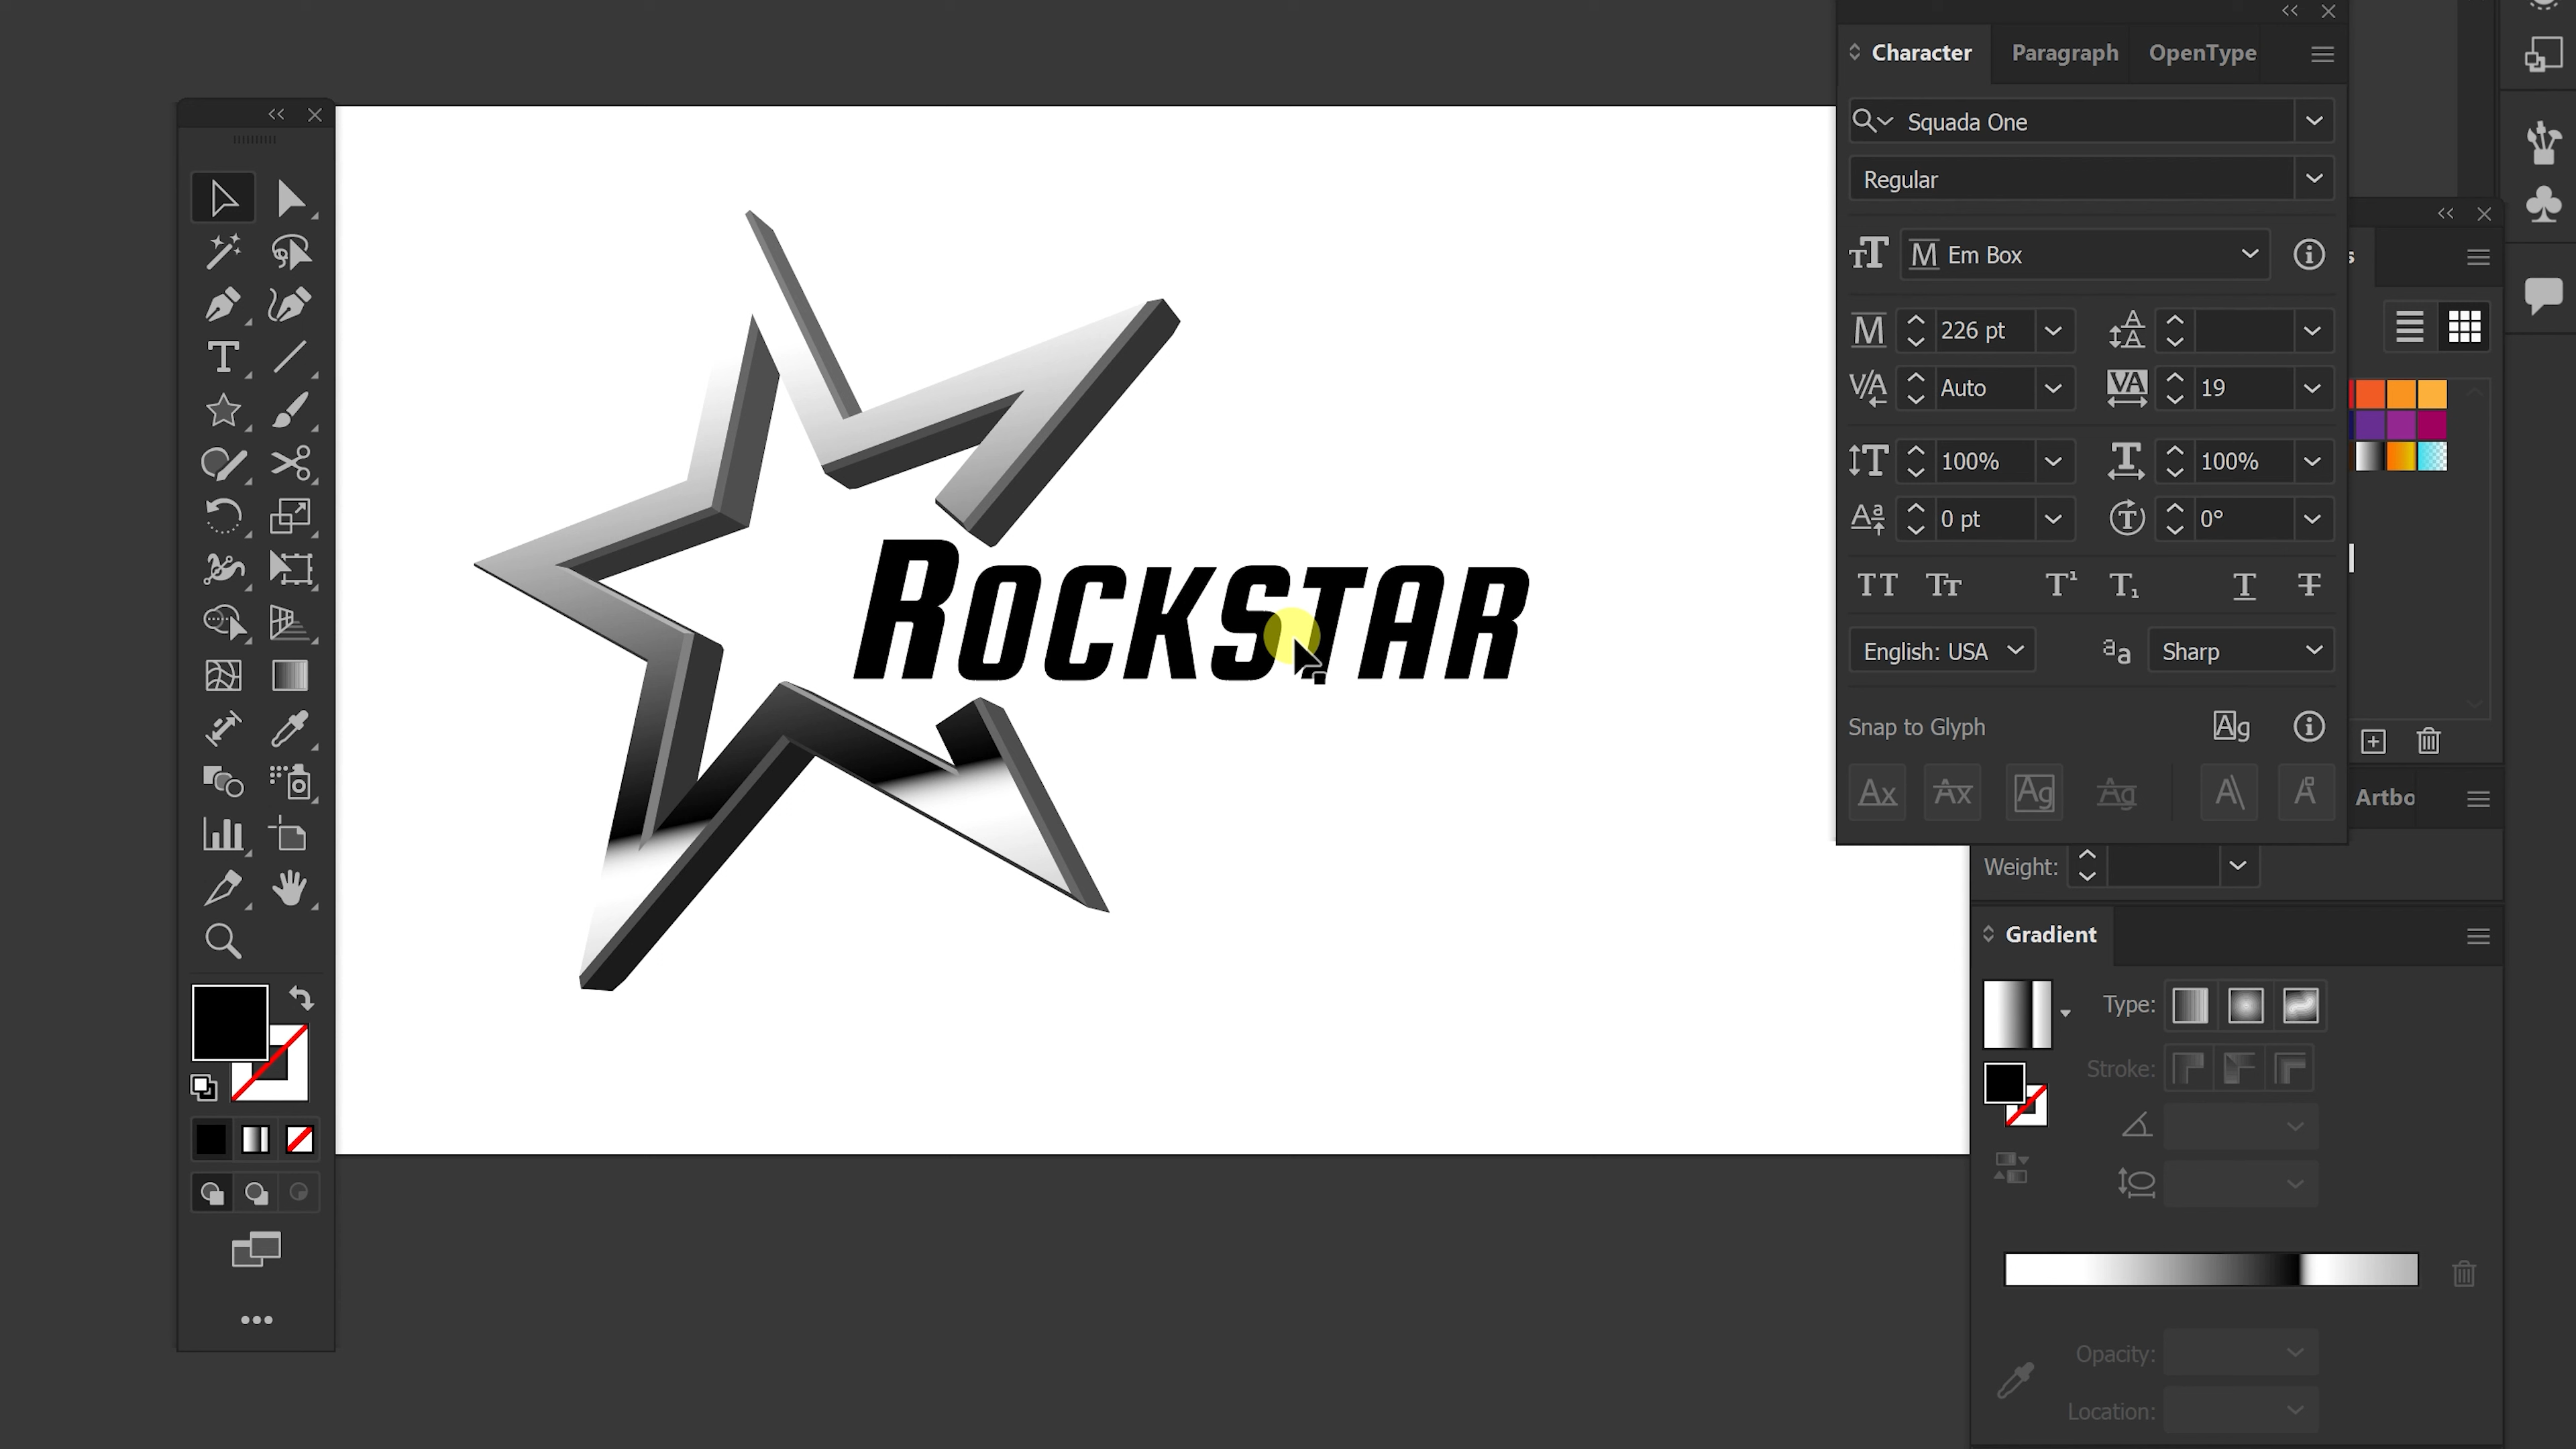 Character Paragraph OpenType
Squada One
Regular
Em Box
226 pt
Auto
19
100%
100%
0 pt
0°
English: USA
Sharp
Snap to Glyph
Artbo
Weight:
Gradient
Type:
Stroke:
Opacity:
Location:
ROCKSTAR